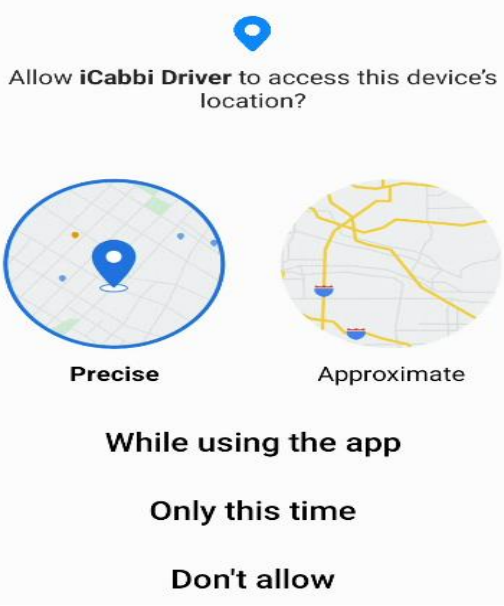 Allow iCabbi Driver to access this device's
location?
Precise
Approximate
While using the app
Only this time
Don't allow